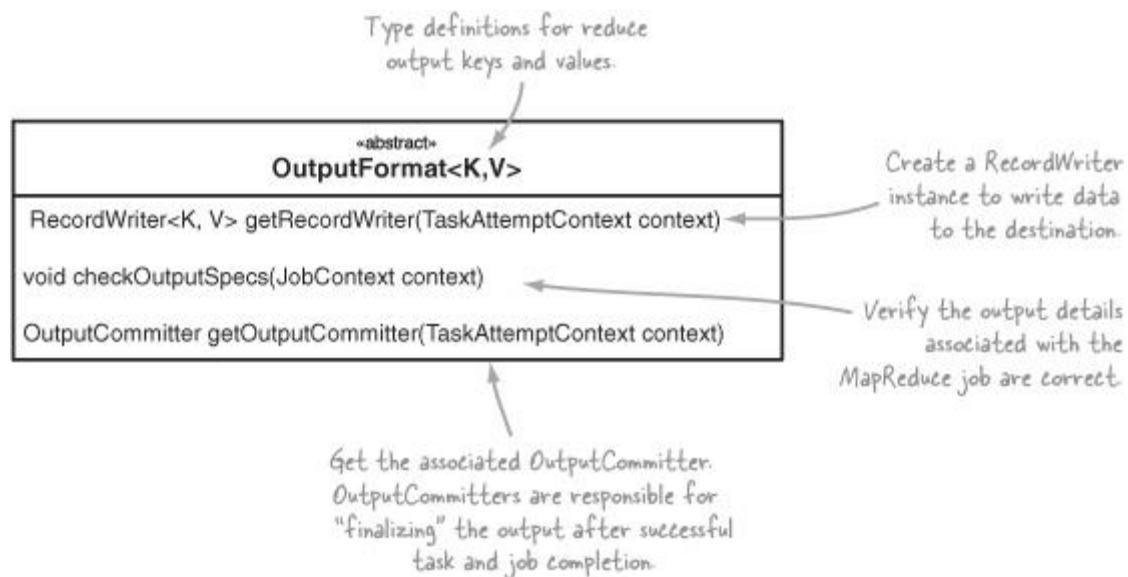 Type definitions for reduce
output keys and values.
«abstract»
OutputFormat<K,V>
RecordWriter<K, V> getRecordWriter(TaskAttemptContext context)
void checkOutputSpecs(JobContext context)
OutputCommitter getOutputCommitter(TaskAttemptContext context)
Create a RecordWriter
instance to write data
to the destination.
Verify the output details
associated with the
MapReduce job are correct.
Get the associated OutputCommitter.
OutputCommitters are responsible for
"finalizing" the output after successful
task and job completion.